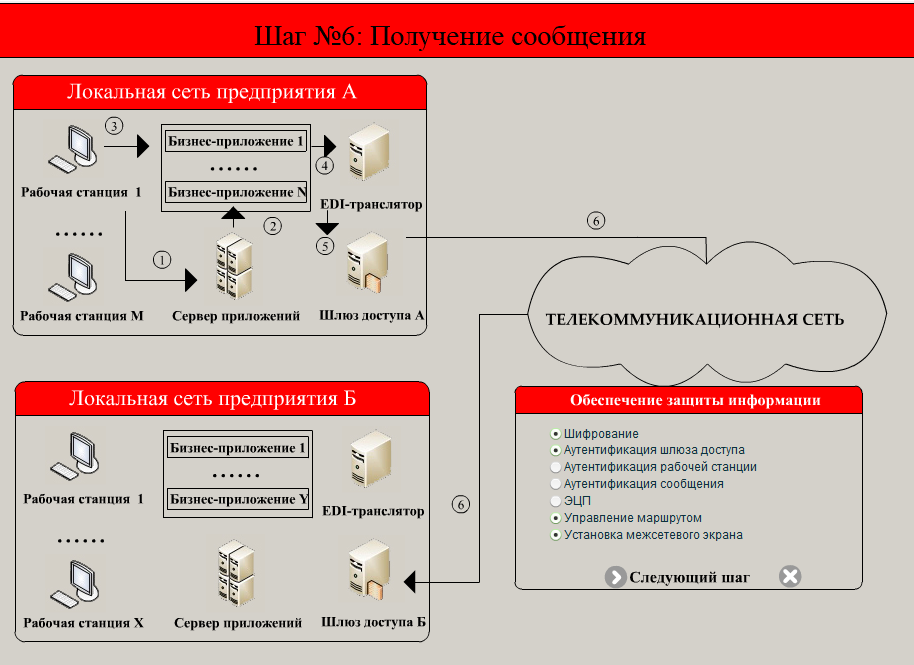 Шаг №6: Получение сообщения
Локальная сеть предприятия А
3
Бизнес-приложение 1
......
Бизнес-приложение N
4
Рабочая станция 1
EDI-транслятор
......
2
5
6
1
Рабочая станция M
Сервер приложений
Шлюз доступа А
ТЕЛЕКОММУНИКАЦИОННАЯ СЕТЬ
Локальная сеть предприятия Б
Бизнес-приложение 1
......
Бизнес-приложение Y
Рабочая станция 1
EDI-транслятор
6
......
Рабочая станция X
Сервер приложений
Шлюз доступа Б
Обеспечение защиты информации
Шифрование
Аутентификация шлюза доступа
Аутентификация рабочей станции
Аутентификация сообщения
ЭЦП
Управление маршрутом
Установка межсетевого экрана
Следующий шаг